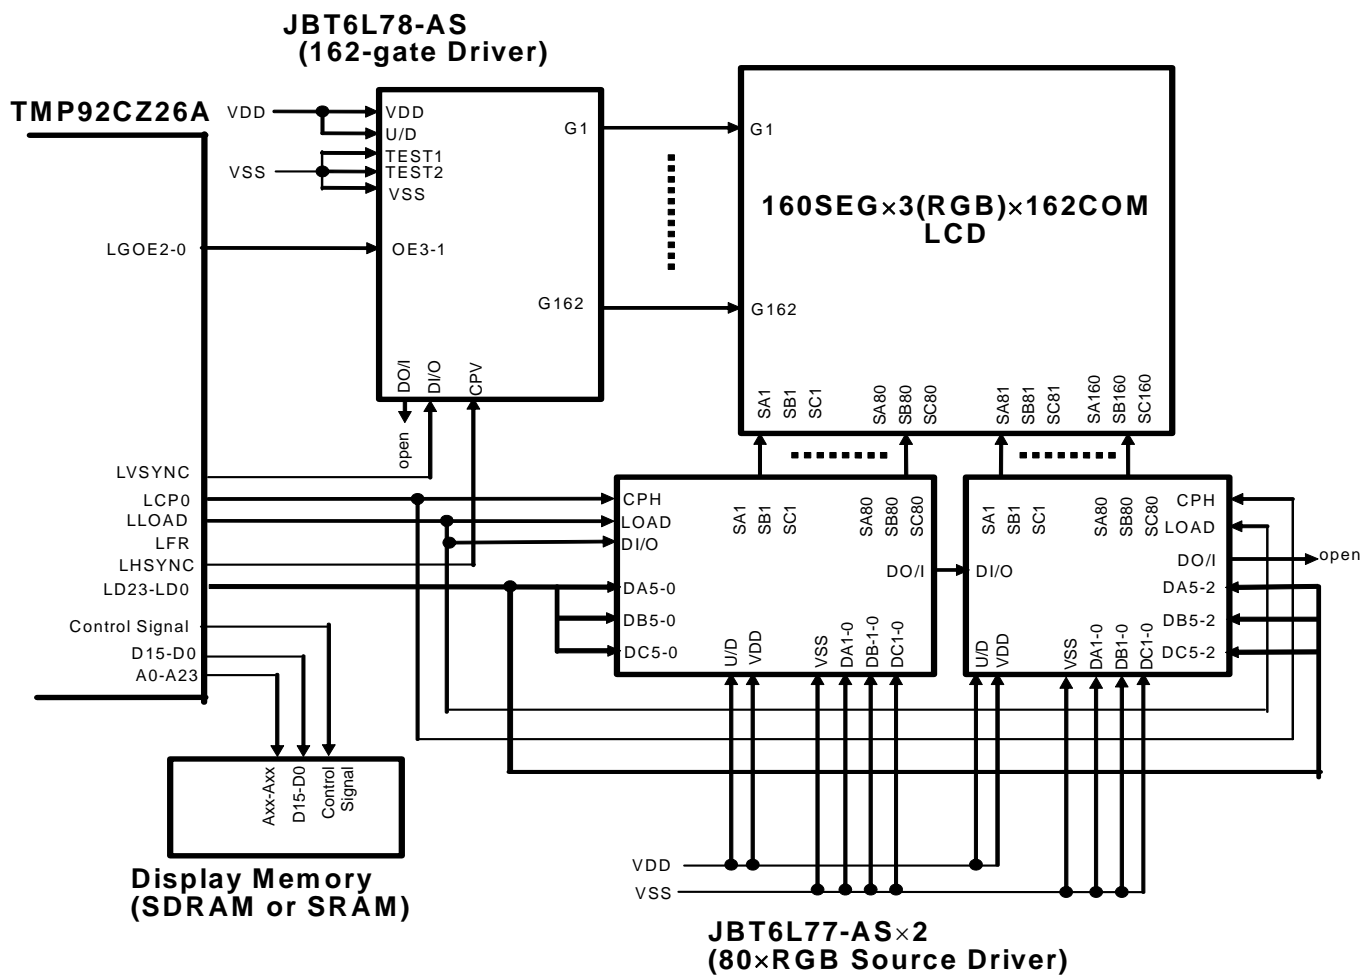 JBT6L78-AS
(162-gate Driver)
TMP92CZ26A
VDD
VSS
VDD
U/D
TEST1
TEST2
VSS
G1
G1
160SEG×3(RGB)×162COM
LCD
LGOE2-0
OE3-1
G162
G162
DO/I
DI/O
CPV
open
SA1
SB1
SC1
SA80
SB80
SC80
SA81
SB81
SC81
SA160
SB160
SC160
LVSYNC
LCP0
LLOAD
LFR
LHSYNC
LD23-LD0
Control Signal
D15-D0
A0-A23
CPH
LOAD
DI/O
DA5-0
DB5-0
DC5-0
SA1
SB1
SC1
SA80
SB80
SC80
DO/I
U/D
VDD
VSS
DA1-0
DB-1-0
DC1-0
DI/O
SA1
SB1
SC1
SA80
SB80
SC80
CPH
LOAD
DO/I
open
DA5-2
DB5-2
DC5-2
U/D
VDD
VSS
DA1-0
DB1-0
DC1-0
Axx-Axx
D15-D0
Control
Signal
Display Memory
(SDRAM or SRAM)
VDD
VSS
JBT6L77-AS×2
(80×RGB Source Driver)